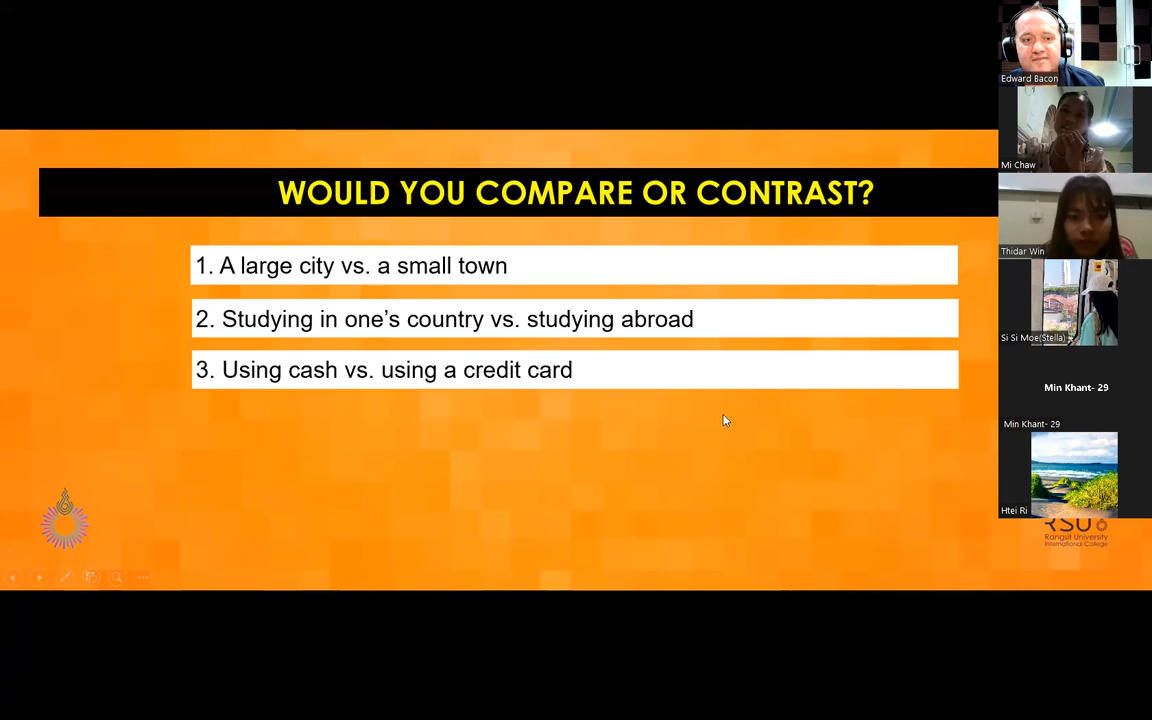 WOULD YOU COMPARE OR CONTRAST?
1. A large city vs. a small town
2. Studying in one’s country vs. studying abroad
3. Using cash vs. using a credit card
Edward Bacon
Mi Chaw
Thidar Win
Si Si Moe(Stella)
Min Khant- 29
Min Khant- 29
Htei Ri
RSU
Rangsit University
International College